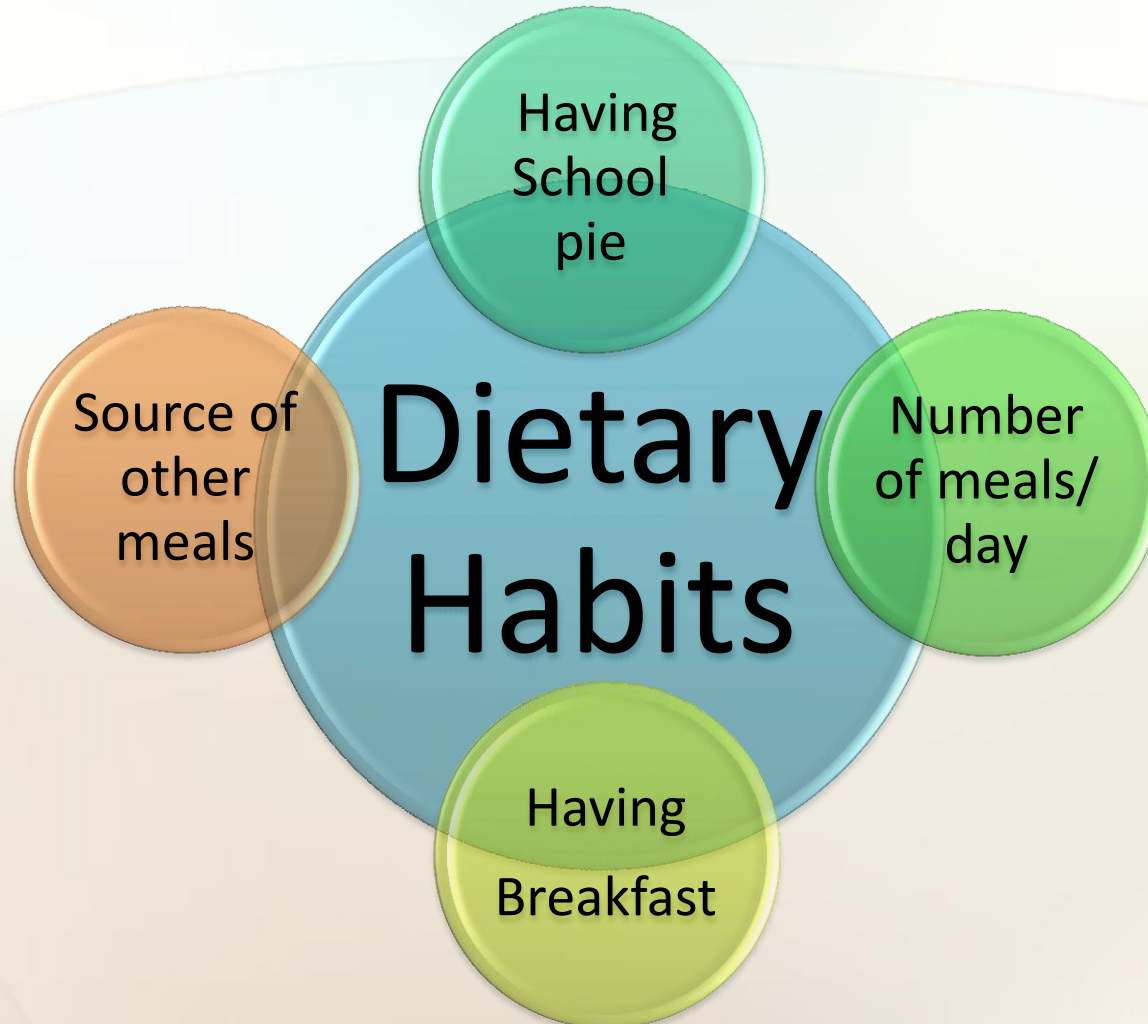 Having
School
pie
Source of
other
meals
Dietary
Habits
Number
of meals/
day
Having
Breakfast